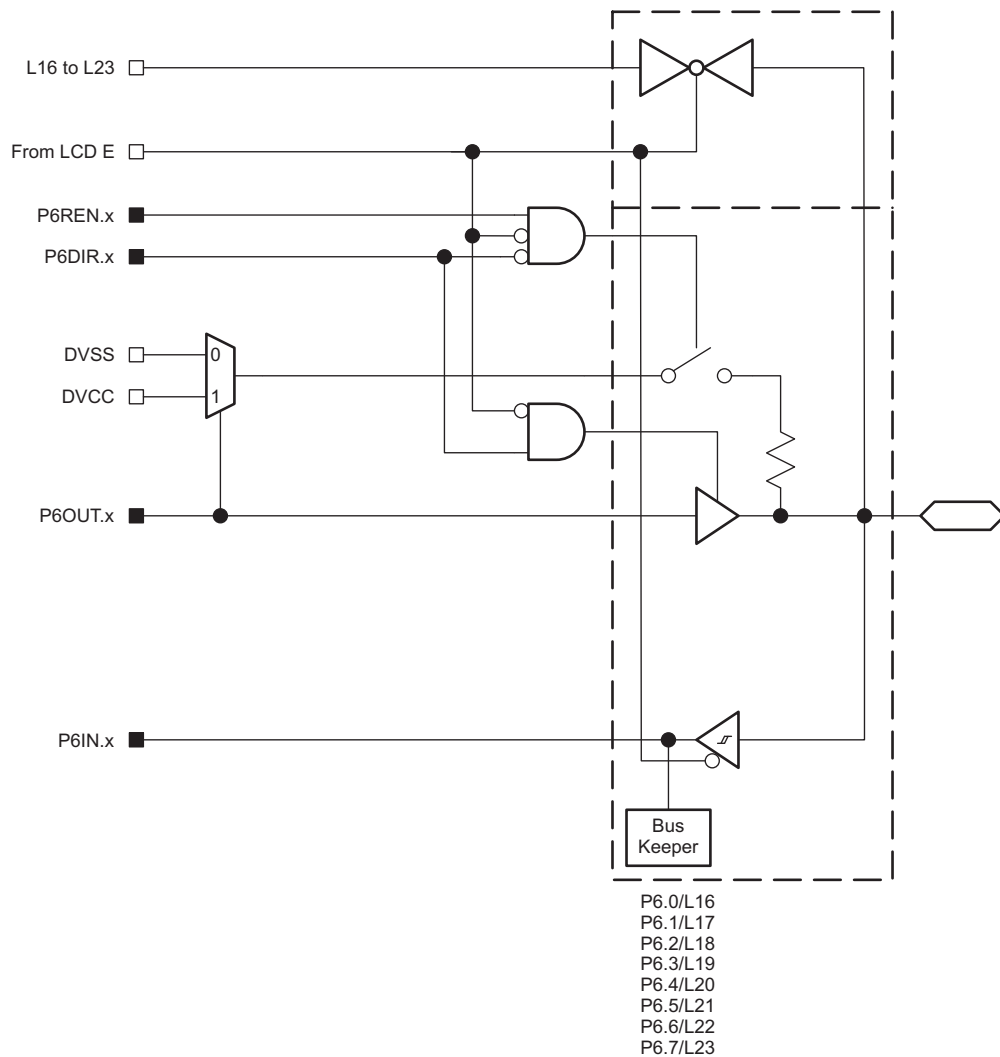 L16 to L23
From LCD E
P6REN.x
P6DIR.x
DVSS
0
DVCC
1
P6OUT.x
P6IN.x
Bus
Keeper
P6.0/L16
P6.1/L17
P6.2/L18
P6.3/L19
P6.4/L20
P6.5/L21
P6.6/L22
P6.7/L23